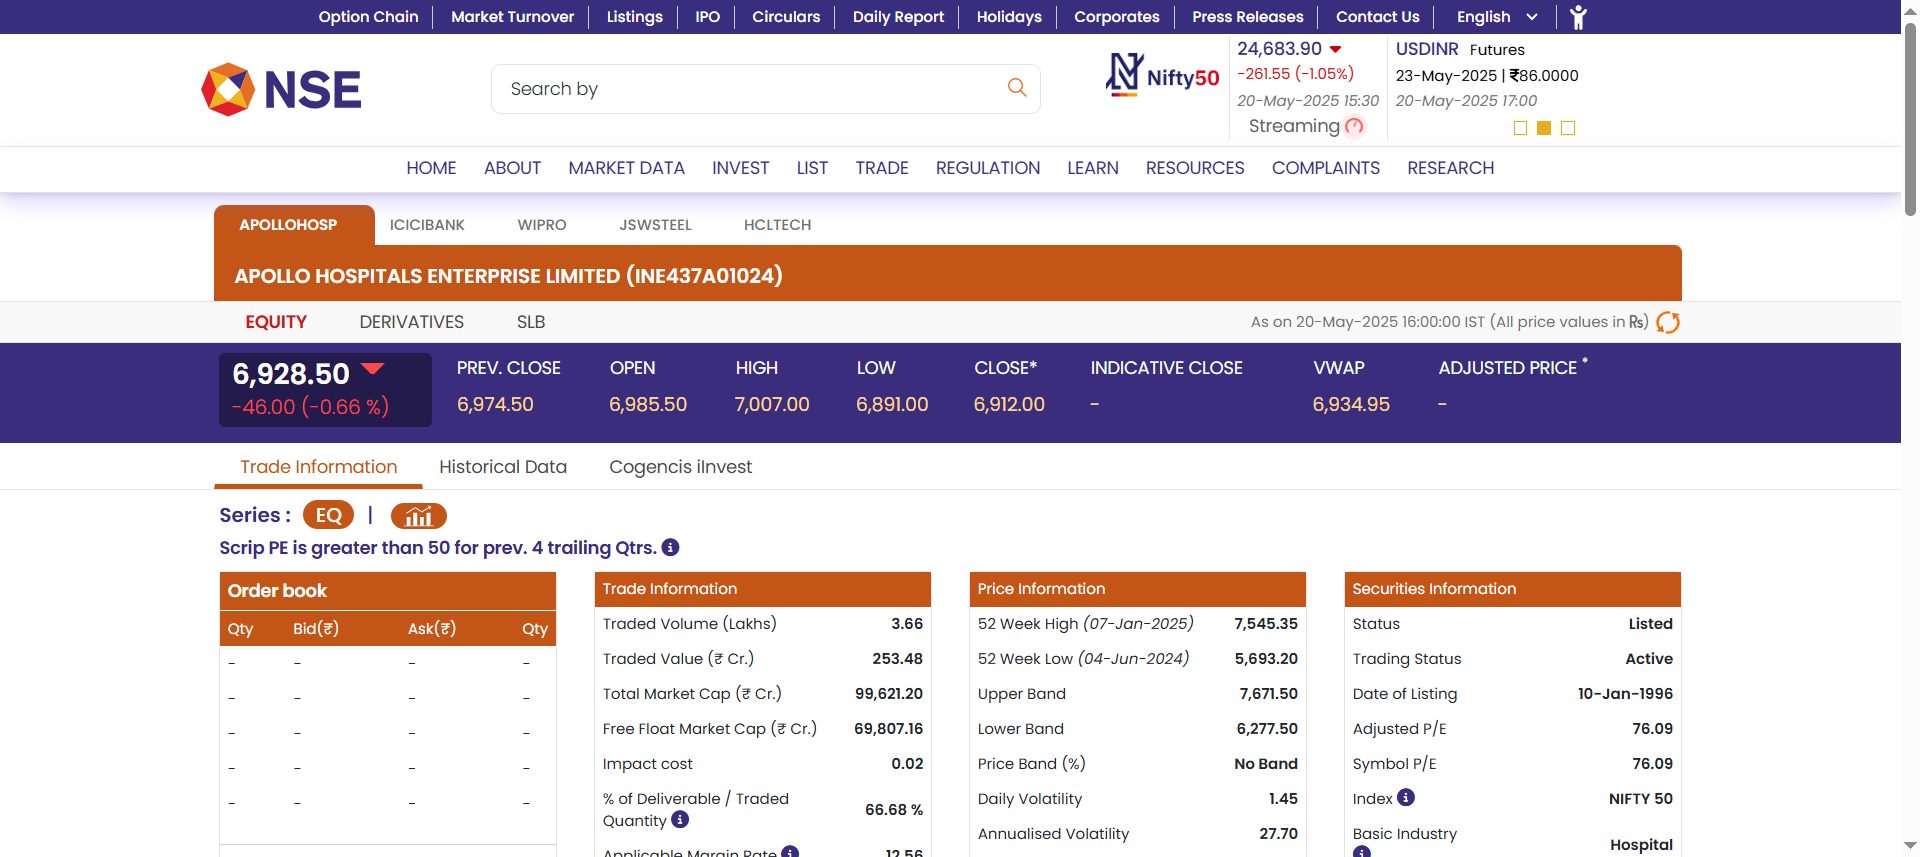 Option Chain Market Turnover Listings IPO Circulars Daily Report Holidays Corporates Press Releases Contact Us English
NSE
Search by
Nifty50
24,683.90
-261.55 (-1.05%)
20-May-2025 15:30
Streaming
USDINR Futures
23-May-2025 | ₹86.0000
20-May-2025 17:00
HOME ABOUT MARKET DATA INVEST LIST TRADE REGULATION LEARN RESOURCES COMPLAINTS RESEARCH
APOLLOHOSP ICICIBANK WIPRO JSWSTEEL HCLTECH
APOLLO HOSPITALS ENTERPRISE LIMITED (INE437A01024)
EQUITY DERIVATIVES SLB As on 20-May-2025 16:00:00 IST (All price values in ₨)
6,928.50
-46.00 (-0.66 %)
PREV. CLOSE OPEN HIGH LOW CLOSE* INDICATIVE CLOSE VWAP ADJUSTED PRICE *
6,974.50 6,985.50 7,007.00 6,891.00 6,912.00 - 6,934.95 -
Trade Information Historical Data Cogencis iInvest
Series : EQ |
Scrip PE is greater than 50 for prev. 4 trailing Qtrs.
Order book
Qty Bid(₹) Ask(₹) Qty
- - - -
- - - -
- - - -
- - - -
- - - -
Trade Information
Traded Volume (Lakhs) 3.66
Traded Value (₹ Cr.) 253.48
Total Market Cap (₹ Cr.) 99,621.20
Free Float Market Cap (₹ Cr.) 69,807.16
Impact cost 0.02
% of Deliverable / Traded
Quantity 66.68 %
Applicable Margin Rate 12.56
Price Information
52 Week High (07-Jan-2025) 7,545.35
52 Week Low (04-Jun-2024) 5,693.20
Upper Band 7,671.50
Lower Band 6,277.50
Price Band (%) No Band
Daily Volatility 1.45
Annualised Volatility 27.70
Securities Information
Status Listed
Trading Status Active
Date of Listing 10-Jan-1996
Adjusted P/E 76.09
Symbol P/E 76.09
Index NIFTY 50
Basic Industry Hospital